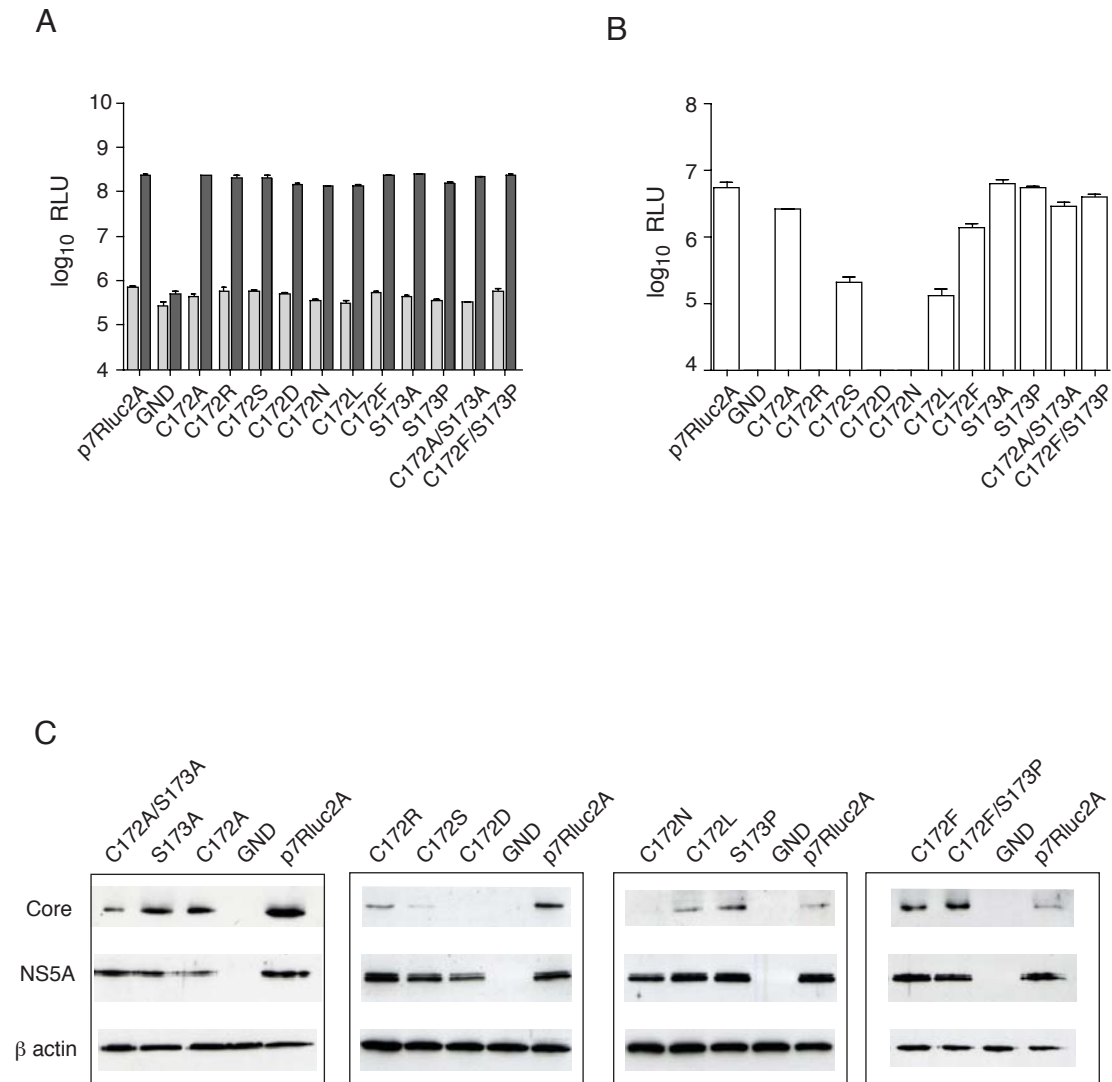 A
B
10
9
8
7
6
5
4
log10 RLU
p7Rluc2A
GND
C172A
C172R
C172S
C172D
C172N
C172L
C172F
S173A
S173P
C172A/S173A
C172F/S173P
8
7
6
5
4
log10 RLU
p7Rluc2A
GND
C172A
C172R
C172S
C172D
C172N
C172L
C172F
S173A
S173P
C172A/S173A
C172F/S173P
C
C172A/S173A
S173A
C172A
GND
p7Rluc2A
C172R
C172S
C172D
GND
p7Rluc2A
C172N
C172L
S173P
GND
p7Rluc2A
C172F
C172F/S173P
GND
p7Rluc2A
Core
NS5A
β actin